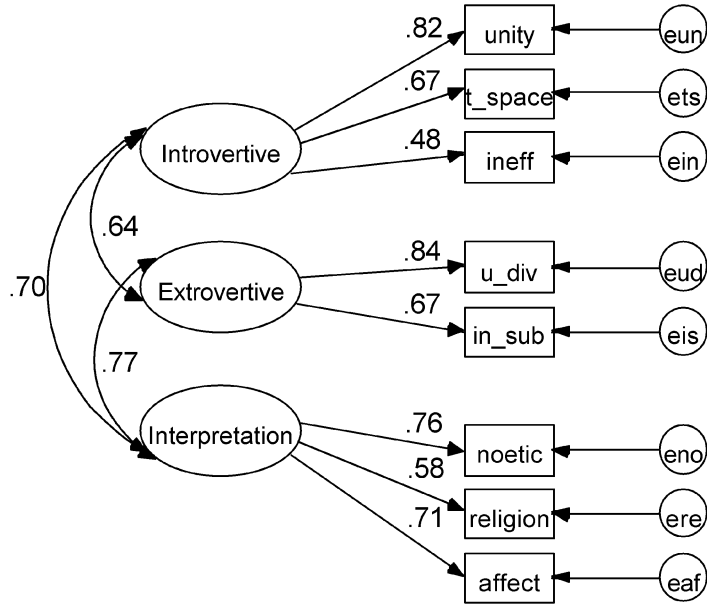 .82
unity
eun
.67
t_space
ets
Introvertive
.48
ineff
ein
.64
.70
.84
u_div
eud
Extrovertive
.67
in_sub
eis
.77
.76
noetic
eno
Interpretation
.58
religion
ere
.71
affect
eaf